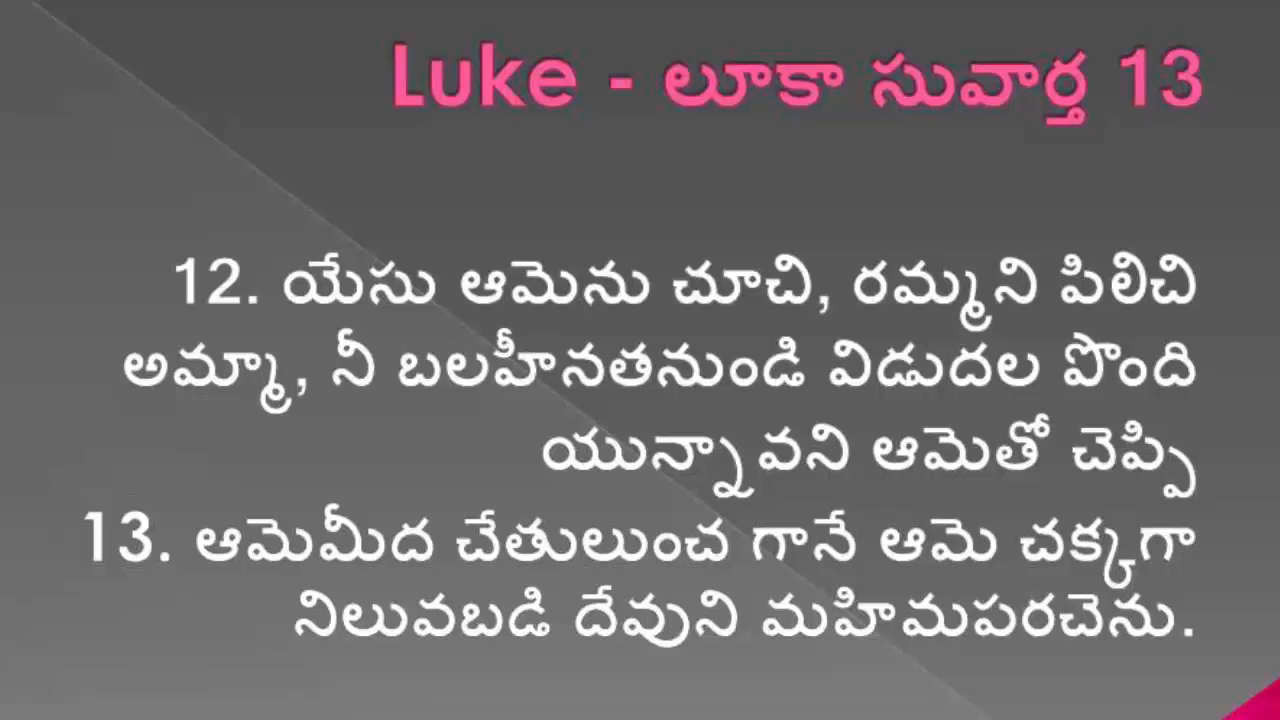 Luke - లూకా సువార్త 13
12. యేసు ఆమెను చూచి, రమ్మని పిలిచి
అమ్మా, నీ బలహీనతనుండి విడుదల పొంది
యున్నావని ఆమెతో చెప్పి
13. ఆమెమీద చేతులుంచ గానే ఆమె చక్కగా
నిలువబడి దేవుని మహిమపరచెను.